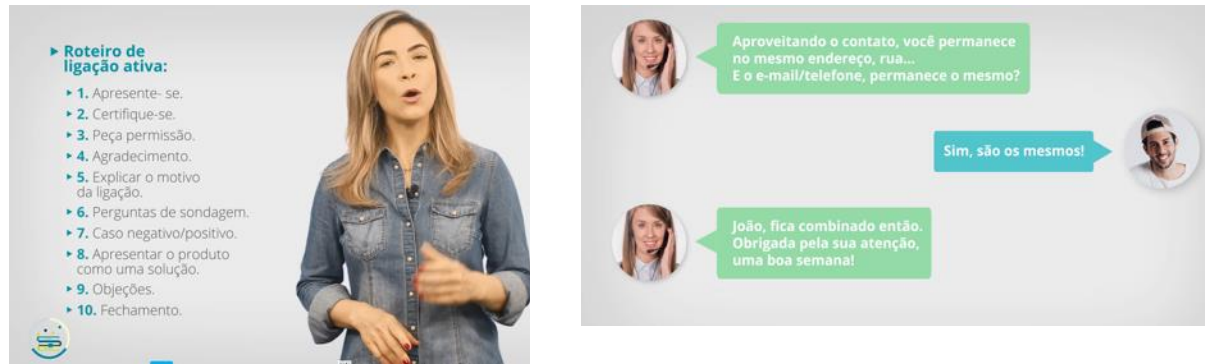 Roteiro de
ligação ativa:
1. Apresente- se.
2. Certifique-se.
3. Peça permissão.
4. Agradecimento.
5. Explicar o motivo
da ligação.
6. Perguntas de sondagem.
7. Caso negativo/positivo.
8. Apresentar o produto
como uma solução.
9. Objeções.
10. Fechamento.
Aproveitando o contato, você permanece
no mesmo endereço, rua...
E o e-mail/telefone, permanece o mesmo?
Sim, são os mesmos!
João, fica combinado então.
Obrigada pela sua atenção,
uma boa semana!